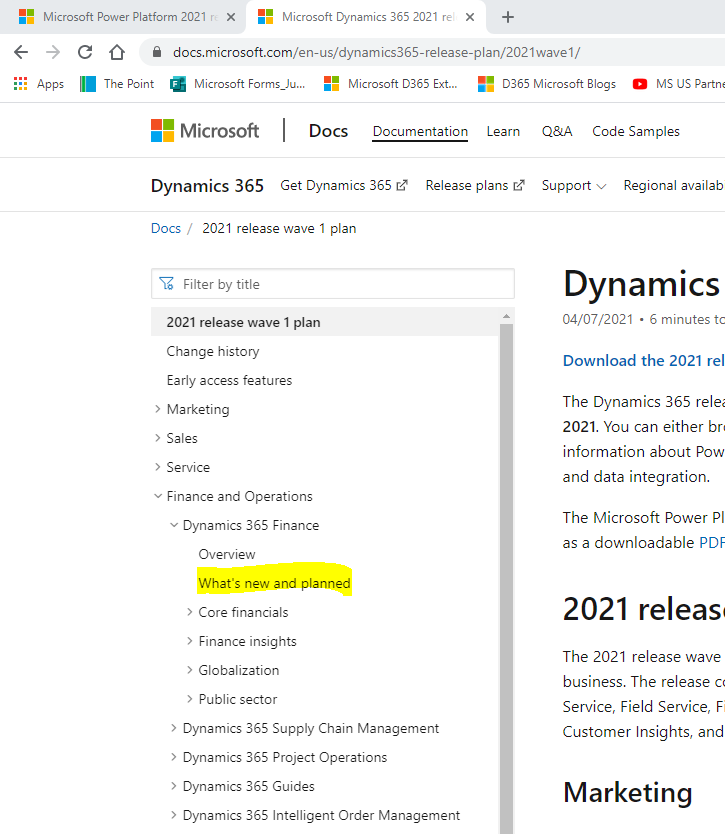 Microsoft Power Platform 2021 re
Microsoft Dynamics 365 2021 rel
docs.microsoft.com/en-us/dynamics365-release-plan/2021wave1/
Apps
The Point
Microsoft Forms_Ju...
Microsoft D365 Ext...
D365 Microsoft Blogs
MS US Partne
Microsoft
Docs
Documentation
Learn
Q&A
Code Samples
Dynamics 365
Get Dynamics 365
Release plans
Support
Regional availab
Docs / 2021 release wave 1 plan
Filter by title
2021 release wave 1 plan
Change history
Early access features
Marketing
Sales
Service
Finance and Operations
Dynamics 365 Finance
Overview
What's new and planned
Core financials
Finance insights
Globalization
Public sector
Dynamics 365 Supply Chain Management
Dynamics 365 Project Operations
Dynamics 365 Guides
Dynamics 365 Intelligent Order Management
Dynamics
04/07/2021 • 6 minutes to
Download the 2021 rel
The Dynamics 365 relea
2021. You can either bro
information about Pow
and data integration.
The Microsoft Power Pl
as a downloadable PDF
2021 releas
The 2021 release wave
business. The release co
Service, Field Service, Fi
Customer Insights, and
Marketing